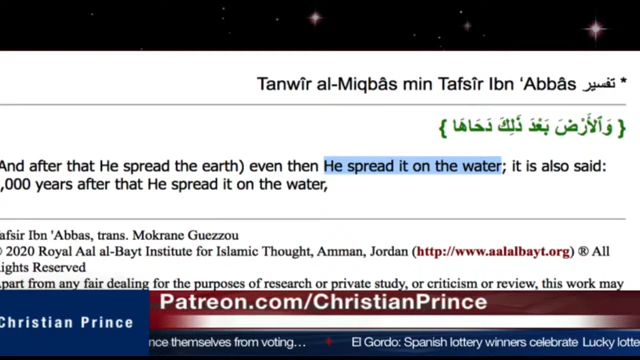 * تفسير Tanwîr al-Miqbâs min Tafsîr Ibn ‘Abbâs
{ وَٱلأَرْضَ بَعْدَ ذَلِكَ دَحَاهَا }
And after that He spread the earth) even then He spread it on the water; it is also said:
,000 years after that He spread it on the water,
afsir Ibn 'Abbas, trans. Mokrane Guezzou
© 2020 Royal Aal al-Bayt Institute for Islamic Thought, Amman, Jordan (http://www.aalalbayt.org) ® All
ights Reserved
part from any fair dealing for the purposes of research or private study, or criticism or review, this work may
Patreon.com/ChristianPrince
Christian Prince
nce themselves from voting… El Gordo: Spanish lottery winners celebrate Lucky lotte